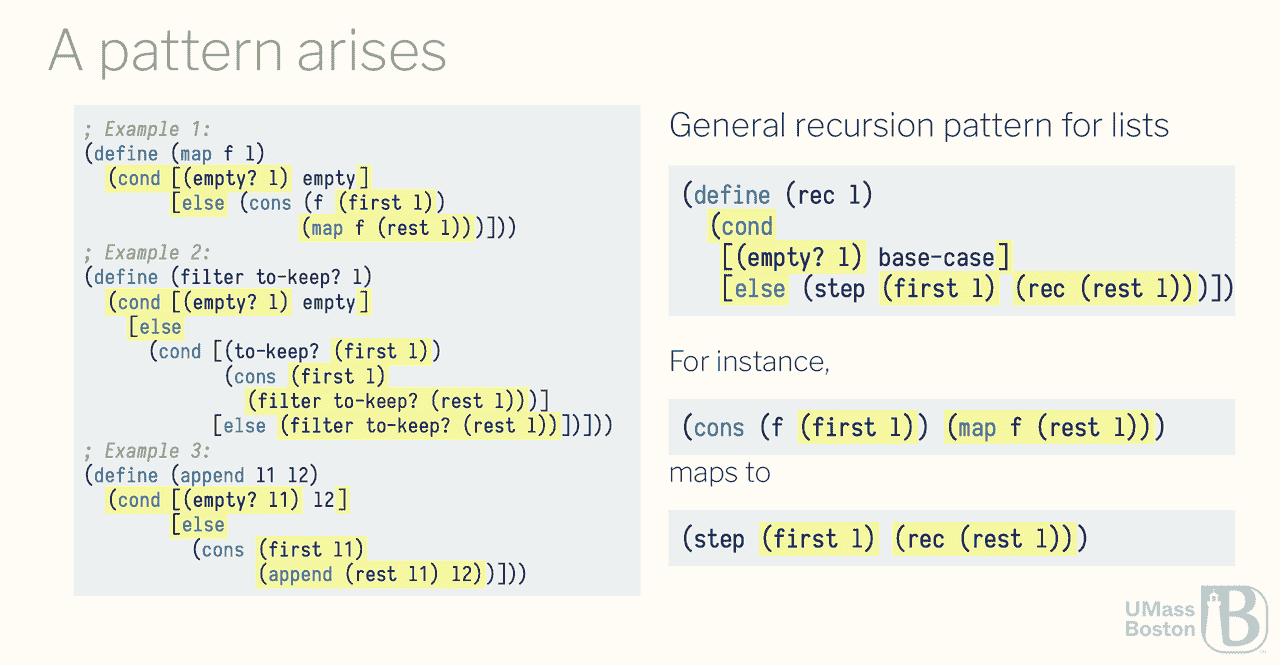 A pattern arises
; Example 1:
(define (map f l)
  (cond [(empty? l) empty]
        [else (cons (f (first l))
                    (map f (rest l)))]))
; Example 2:
(define (filter to-keep? l)
  (cond [(empty? l) empty]
    [else
      (cond [(to-keep? (first l))
             (cons (first l)
               (filter to-keep? (rest l)))]
            [else (filter to-keep? (rest l))])]))
; Example 3:
(define (append l1 l2)
  (cond [(empty? l1) l2]
        [else
          (cons (first l1)
                (append (rest l1) l2))]))
General recursion pattern for lists
(define (rec l)
  (cond
   [(empty? l) base-case]
   [else (step (first l) (rec (rest l)))])
For instance,
(cons (f (first l)) (map f (rest l)))
maps to
(step (first l) (rec (rest l)))
UMass
Boston
B